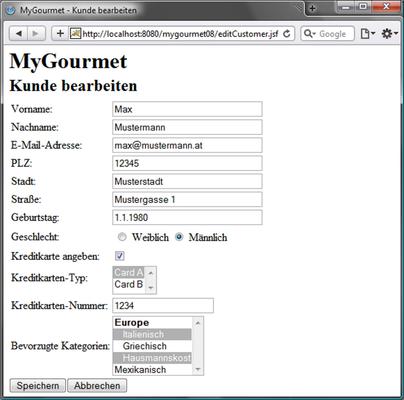 MyGourmet - Kunde bearbeiten
http://localhost:8080/mygourmet08/editCustomer.jsf
Google
MyGourmet
Kunde bearbeiten
Vorname: Max
Nachname: Mustermann
E-Mail-Adresse: max@mustermann.at
PLZ: 12345
Stadt: Musterstadt
Straße: Mustergasse 1
Geburtstag: 1.1.1980
Geschlecht: Weiblich Männlich
Kreditkarte angeben:
Kreditkarten-Typ: Card A
Card B
Kreditkarten-Nummer: 1234
Bevorzugte Kategorien: Europe
Italienisch
Griechisch
Hausmannskost
Mexikanisch
Speichern Abbrechen